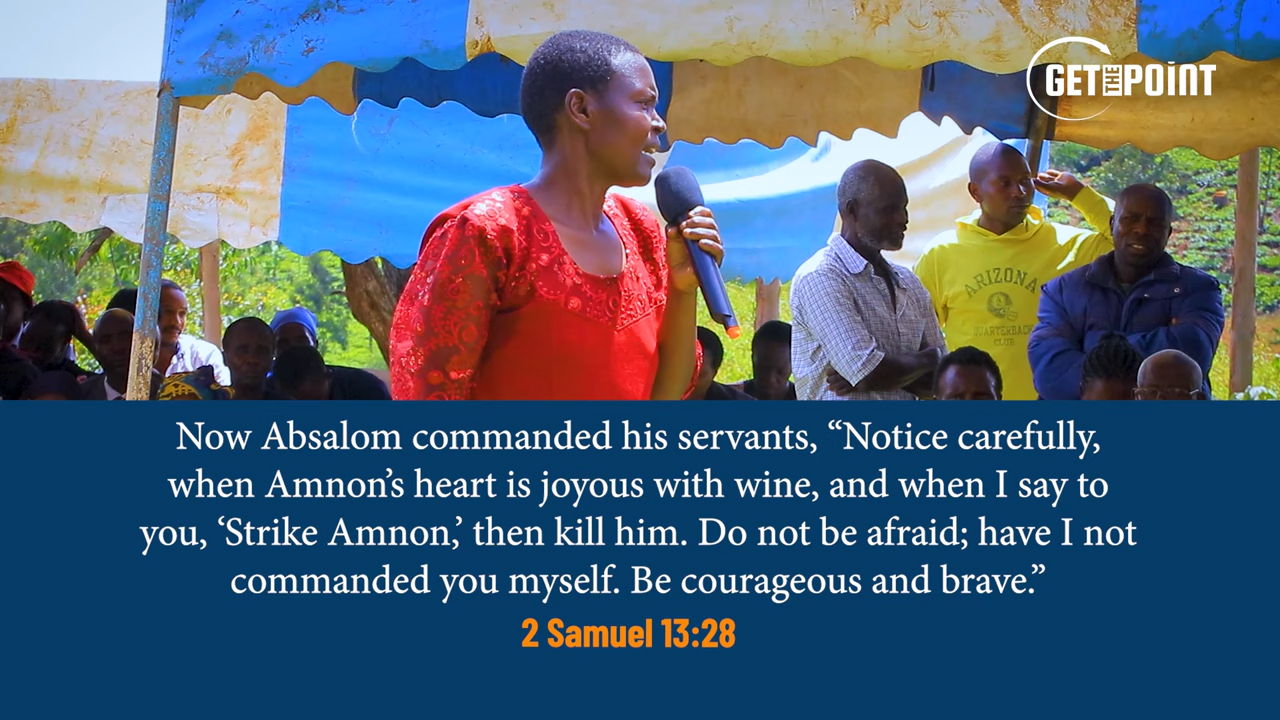 GET THE POINT
ARIZONA
QUARTERBACK
CLUB
Now Absalom commanded his servants, “Notice carefully,
when Amnon’s heart is joyous with wine, and when I say to
you, ‘Strike Amnon,’ then kill him. Do not be afraid; have I not
commanded you myself. Be courageous and brave.”
2 Samuel 13:28